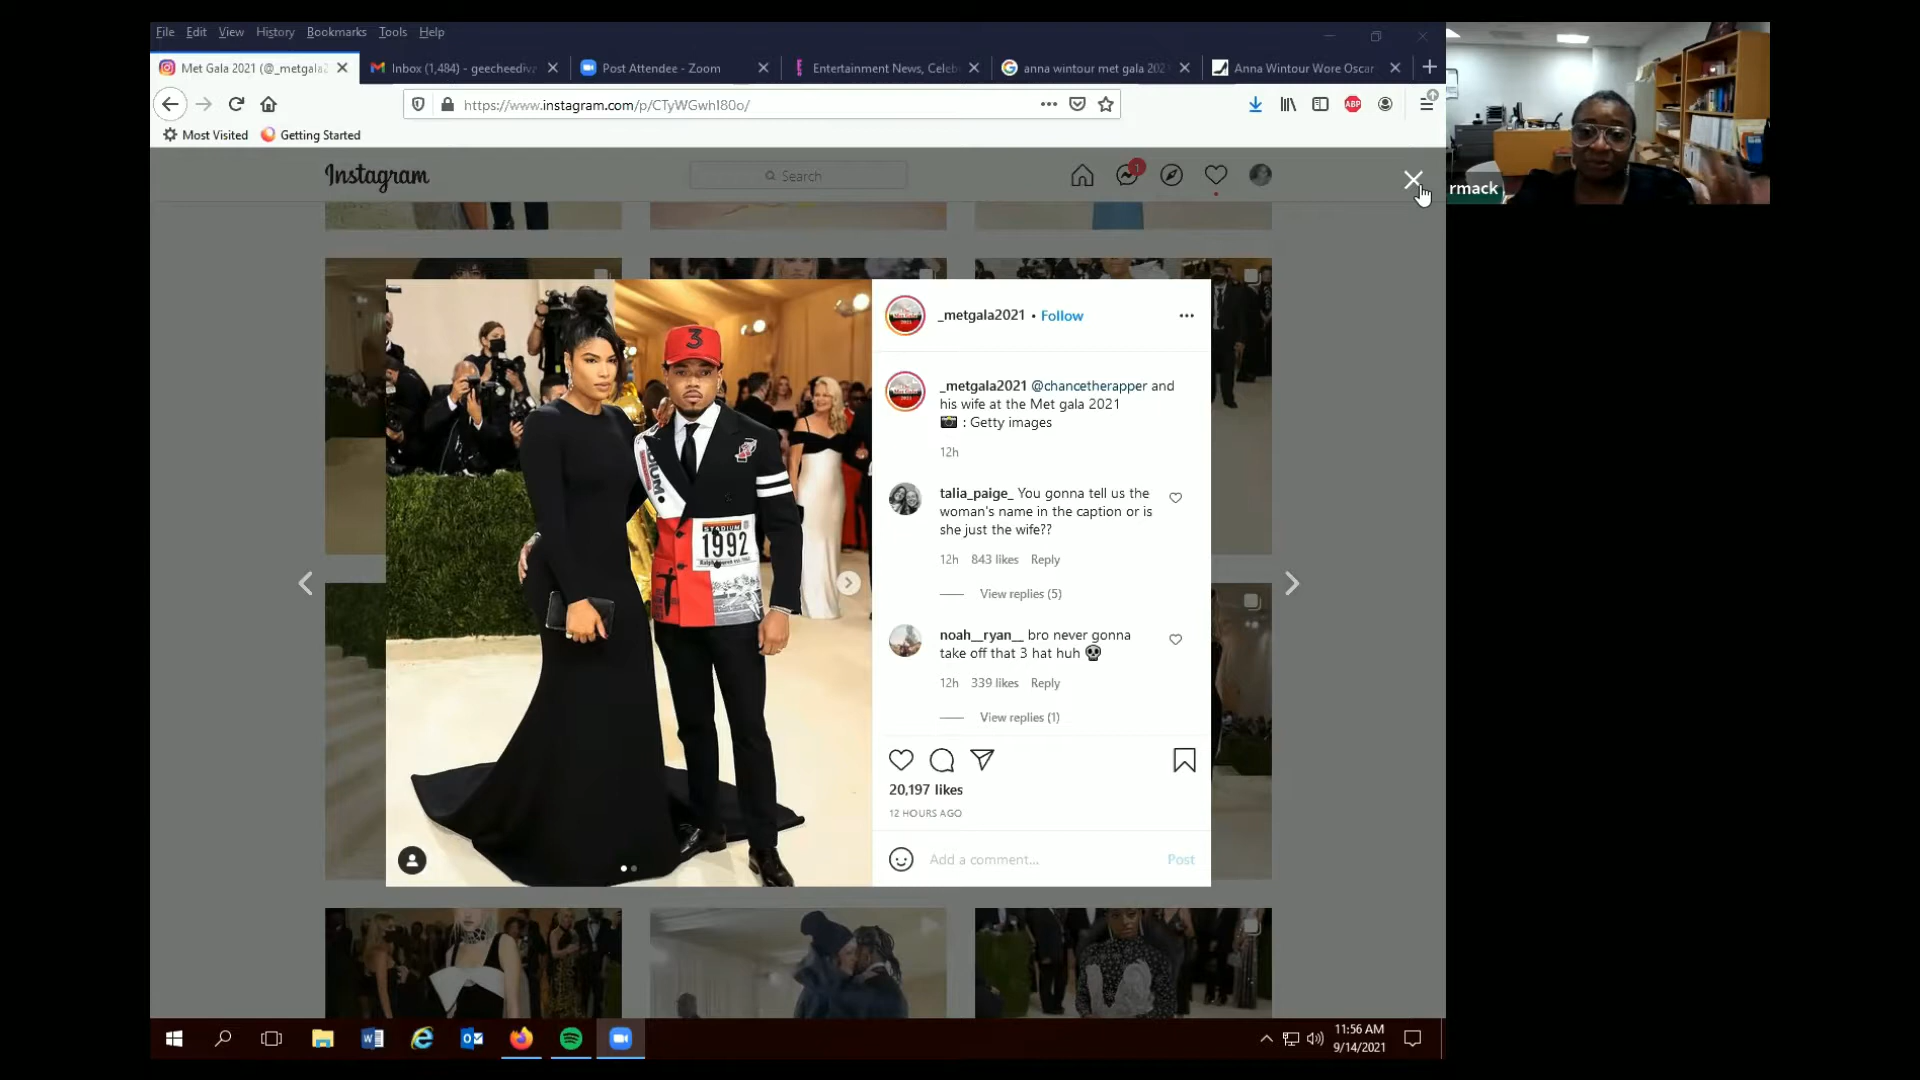 File Edit View History Bookmarks Tools Help
Met Gala 2021 (@_metgala2
Inbox (1,484) - geecheediva
Post Attendee - Zoom
Entertainment News, Celeb
anna wintour met gala 202
Anna Wintour Wore Oscar
https://www.instagram.com/p/CTyWGwhl80o/
ABP
Most Visited
Getting Started
Instagram
Search
1
rmack
_metgala2021 • Follow
_metgala2021 @chancetherapper and
his wife at the Met gala 2021
: Getty images
12h
talia_paige_ You gonna tell us the
woman's name in the caption or is
she just the wife??
12h 843 likes Reply
View replies (5)
noah__ryan__ bro never gonna
take off that 3 hat huh
12h 339 likes Reply
View replies (1)
20,197 likes
12 HOURS AGO
Add a comment...
Post
3
STADIUM
1992
11:56 AM
9/14/2021